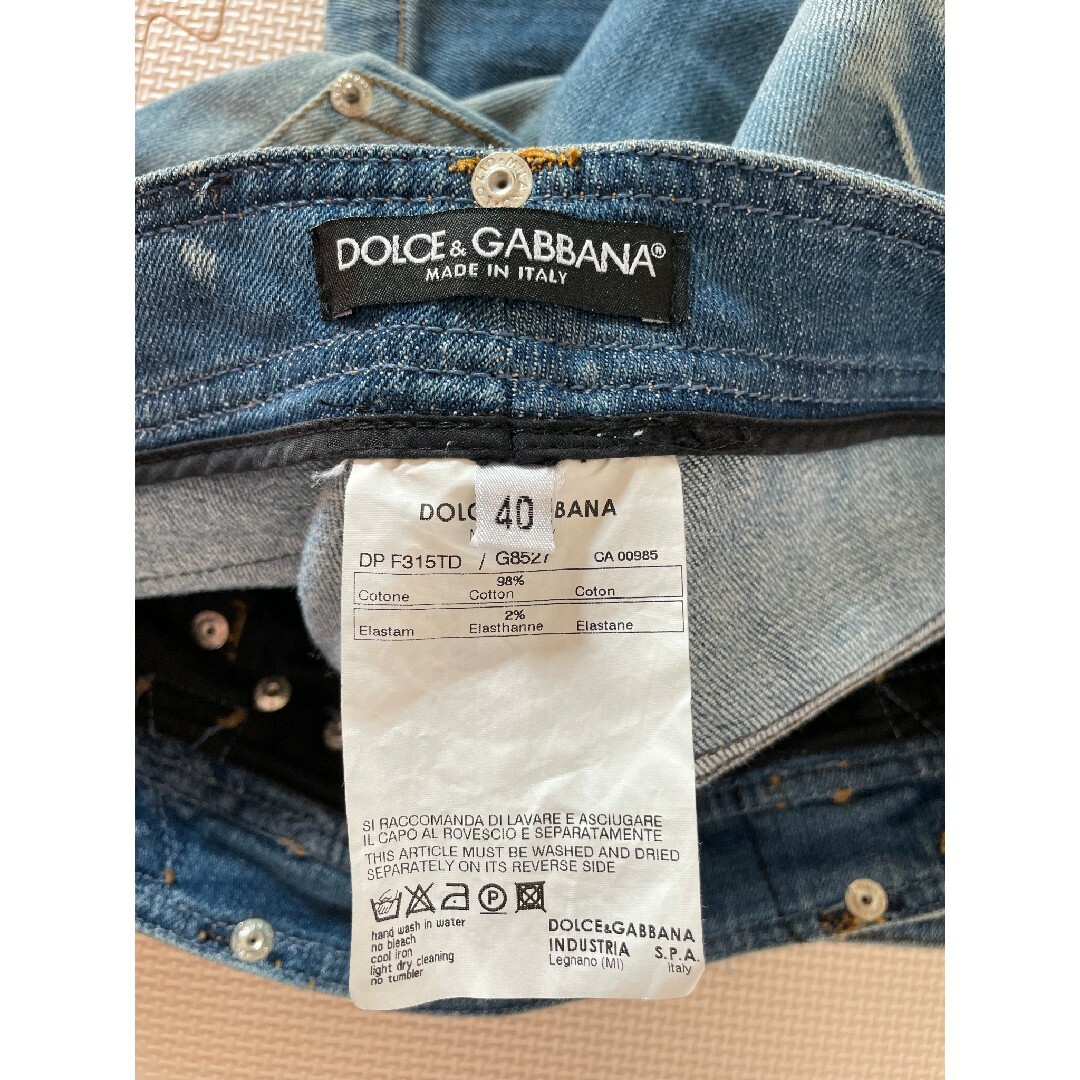 DOLCE & GABBANA®
MADE IN ITALY
40
DOLC BANA
DP F315TD / G8527 CA 00985
98%
Cotone Cotton Coton
2%
Elastam Elasthanne Elastane
SI RACCOMANDA DI LAVARE E ASCIUGARE
IL CAPO AL ROVESCIO E SEPARATAMENTE
THIS ARTICLE MUST BE WASHED AND DRIED
SEPARATELY ON ITS REVERSE SIDE
P
hand wash in water
no bleach
cool iron
light dry cleaning
no tumbler
DOLCE&GABBANA
INDUSTRIA S.P.A.
Legnano (MI) Italy